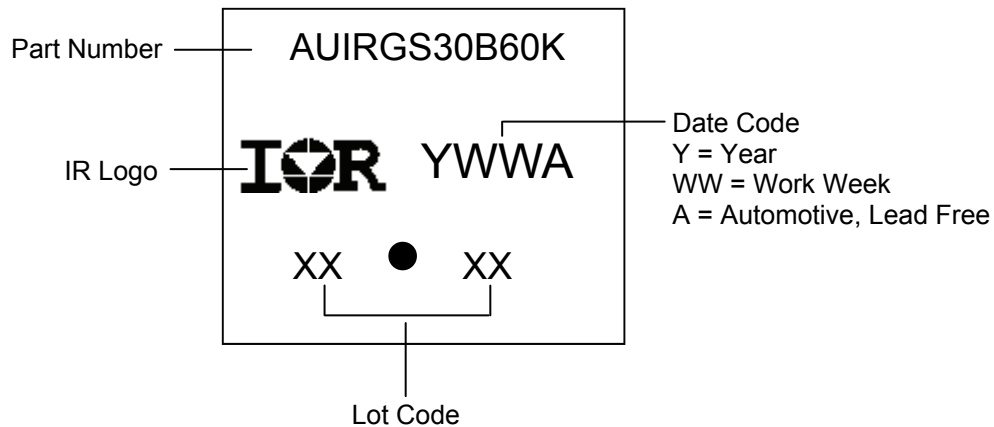 Part Number
AUIRGS30B60K
IR Logo
IOR
YWWA
Date Code
Y = Year
WW = Work Week
A = Automotive, Lead Free
XX
XX
Lot Code